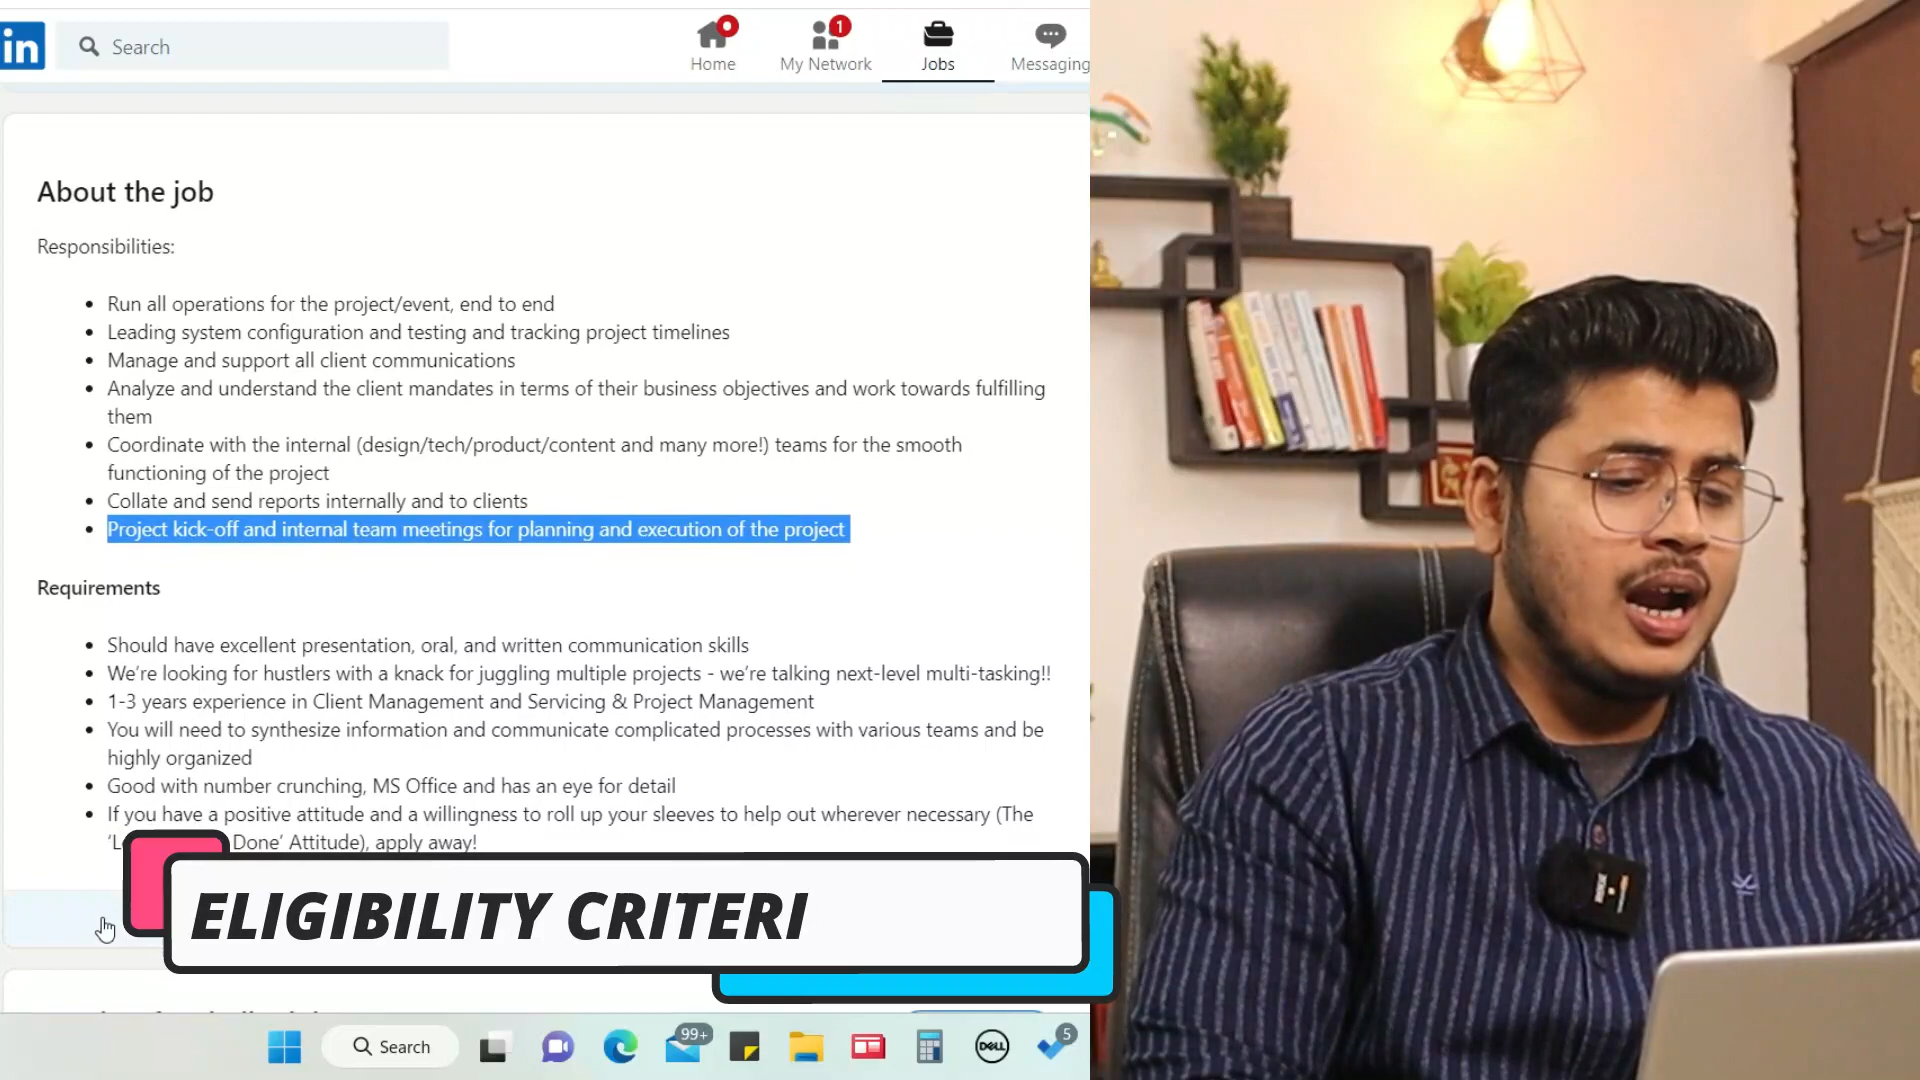 in
Search
Home
1
My Network
Jobs
Messaging
About the job
Responsibilities:
Run all operations for the project/event, end to end
Leading system configuration and testing and tracking project timelines
Manage and support all client communications
Analyze and understand the client mandates in terms of their business objectives and work towards fulfilling
them
Coordinate with the internal (design/tech/product/content and many more!) teams for the smooth
functioning of the project
Collate and send reports internally and to clients
Project kick-off and internal team meetings for planning and execution of the project
Requirements
Should have excellent presentation, oral, and written communication skills
We’re looking for hustlers with a knack for juggling multiple projects - we’re talking next-level multi-tasking!!
1-3 years experience in Client Management and Servicing & Project Management
You will need to synthesize information and communicate complicated processes with various teams and be
highly organized
Good with number crunching, MS Office and has an eye for detail
If you have a positive attitude and a willingness to roll up your sleeves to help out wherever necessary (The
Done’ Attitude), apply away!
ELIGIBILITY CRITERI
Search
99+
DELL
5